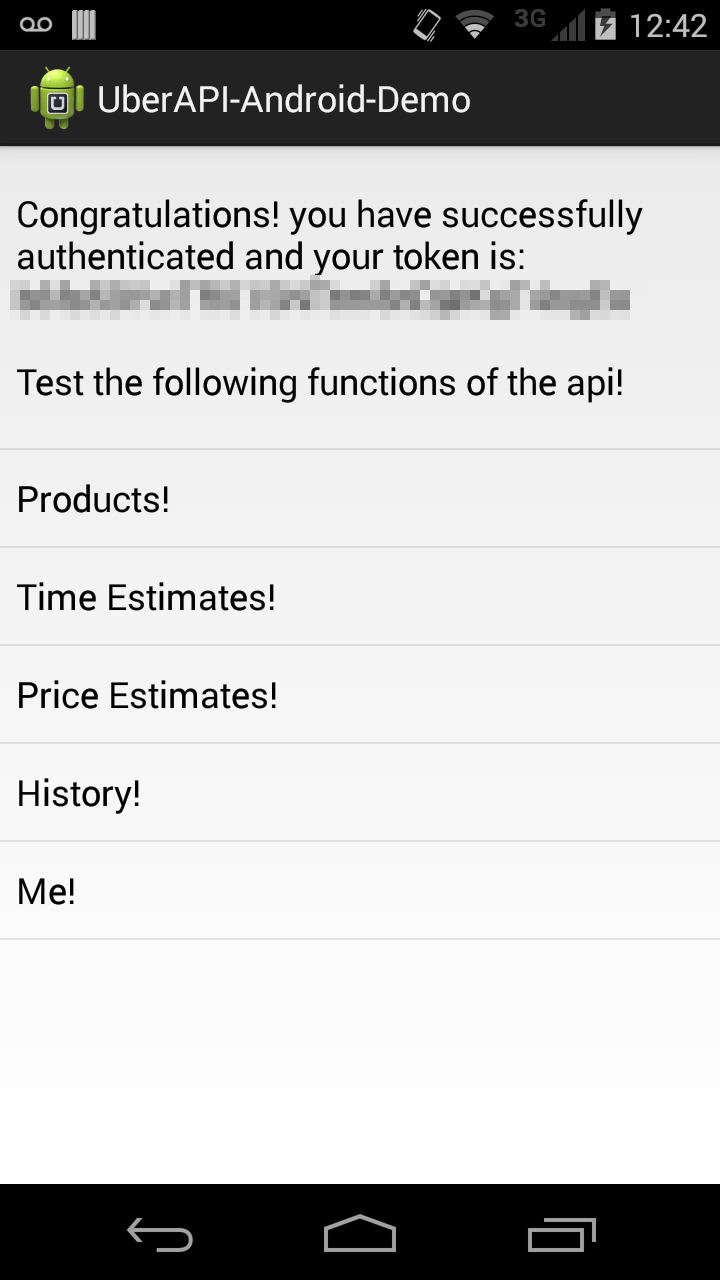 3G 12:42
UberAPI-Android-Demo
Congratulations! you have successfully
authenticated and your token is:
Test the following functions of the api!
Products!
Time Estimates!
Price Estimates!
History!
Me!